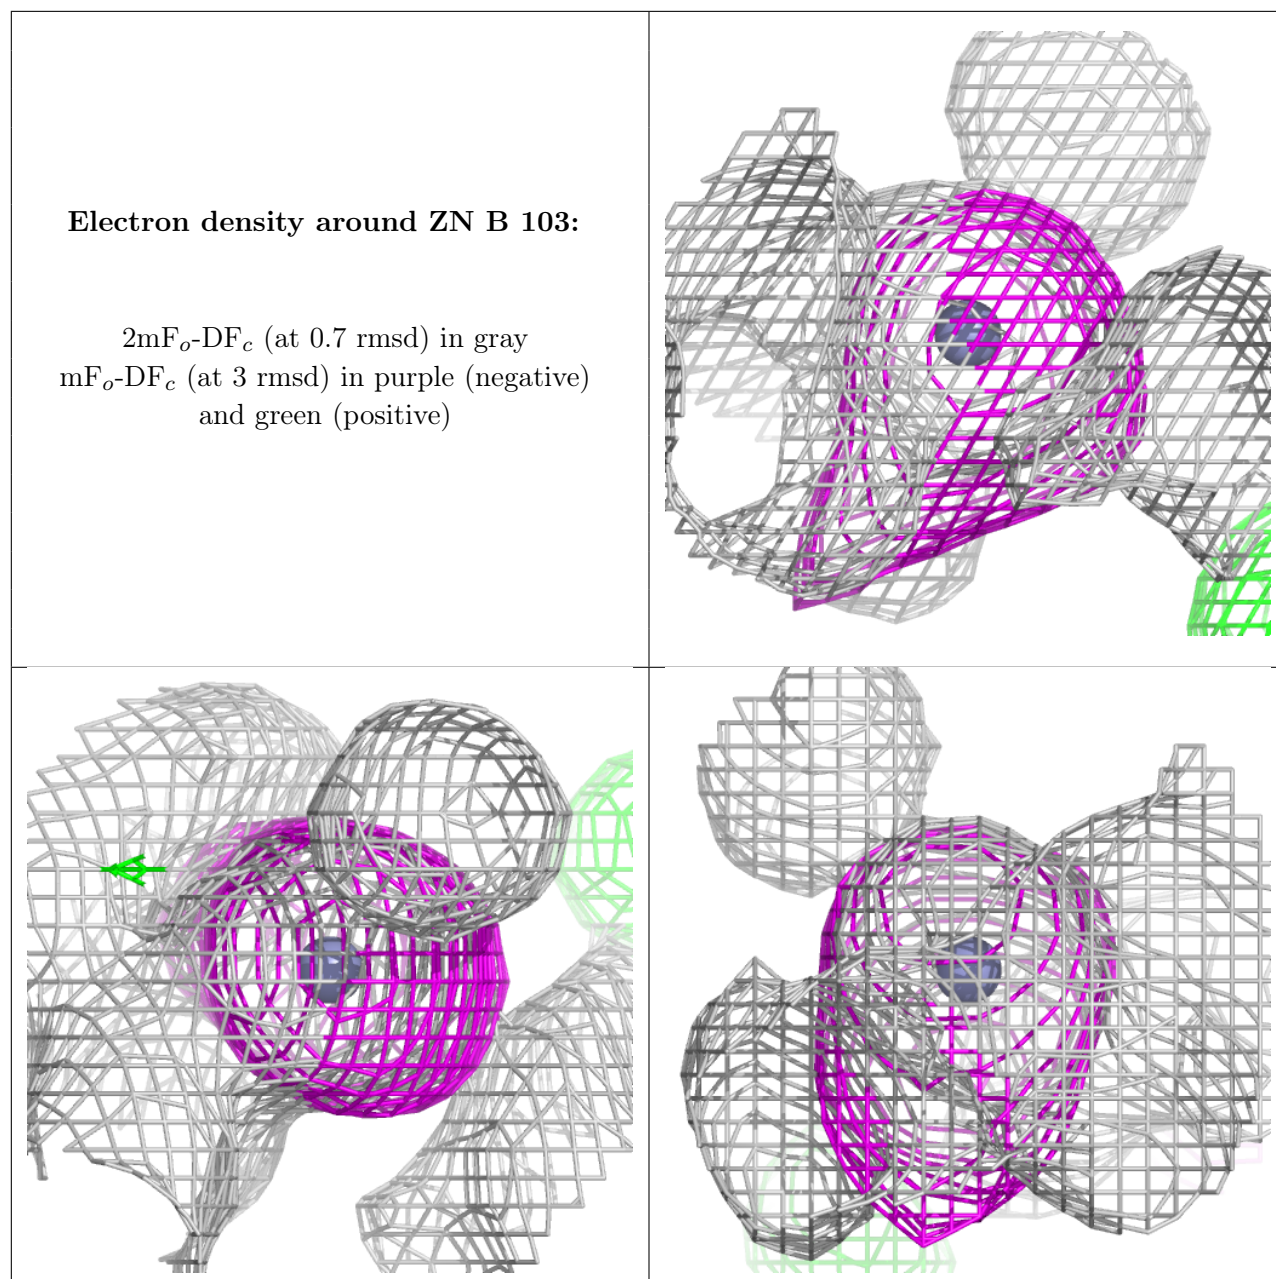 Electron density around ZN B 103:
2mFo-DFc (at 0.7 rmsd) in gray
mFo-DFc (at 3 rmsd) in purple (negative)
and green (positive)